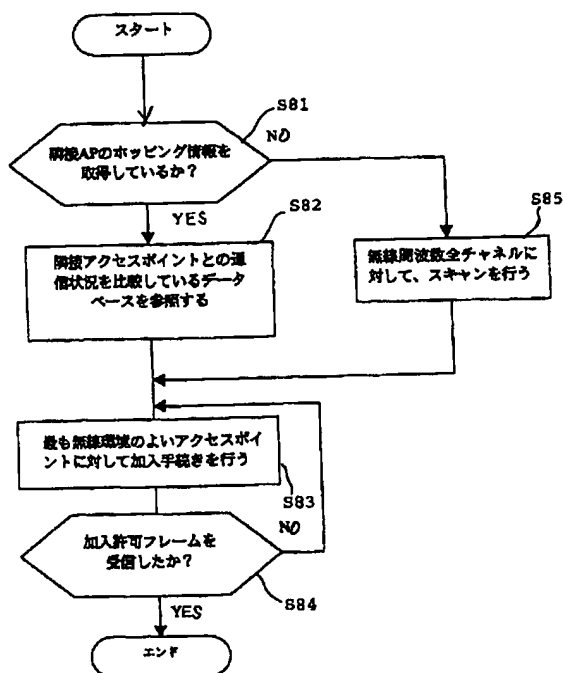 スタート
S81
隣接APのホッピング情報を
取得しているか?
NO
YES
S82
隣接アクセスポイントとの通
信状況を比較しているデータ
ベースを参照する
S85
無線周波数全チャネルに
対して、スキャンを行う
最も無線環境のよいアクセスポイ
ントに対して加入手続きを行う
S83
加入許可フレームを
受信したか?
NO
S84
YES
エンド